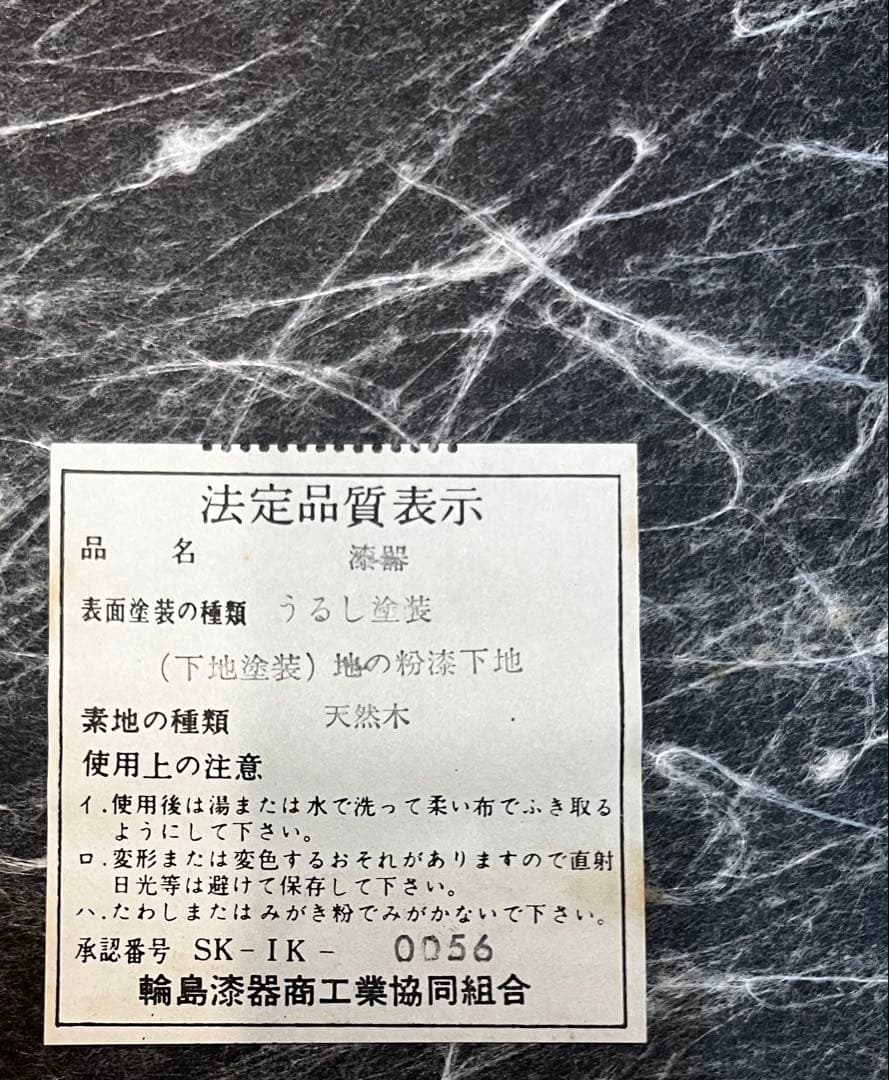 法定品質表示
品名 漆器
表面塗装の種類 うるし塗装
(下地塗装) 地の粉漆下地
素地の種類 天然木
使用上の注意
イ.使用後は湯または水で洗って柔い布でふき取る
ようにして下さい。
ロ.変形または変色するおそれがありますので直射
日光等は避けて保存して下さい。
ハ.たわしまたはみがき粉でみがかないで下さい。
承認番号 SK-IK- 0056
輪島漆器商工業協同組合